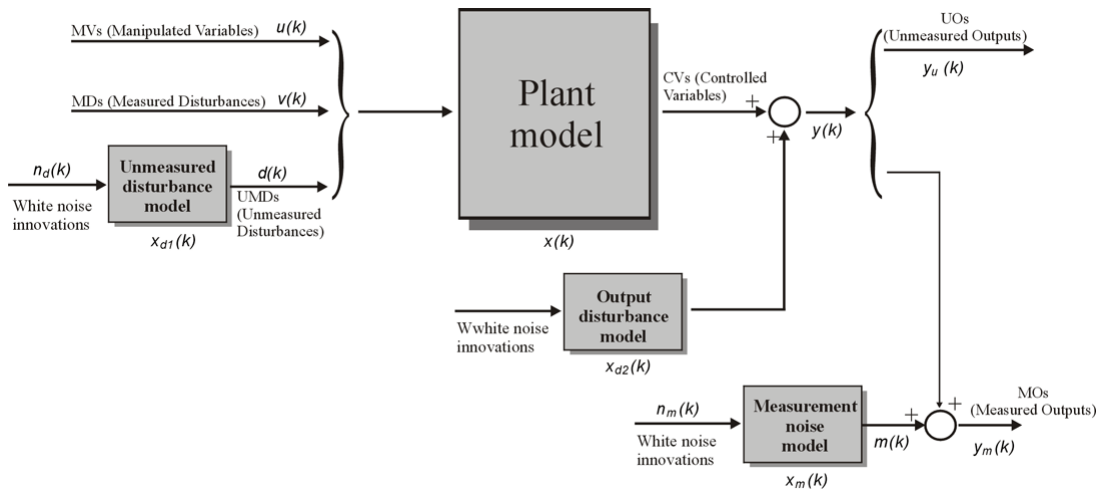 MVs (Manipulated Variables) u(k)
MDs (Measured Disturbances) v(k)
n_d(k)
White noise
innovations
Unmeasured
disturbance
model
x_d1(k)
d(k)
UMDs
(Unmeasured
Disturbances)
Plant
model
x(k)
CVs (Controlled
Variables)
+
+
y(k)
UOs
(Unmeasured Outputs)
y_u (k)
Wwhite noise
innovations
Output
disturbance
model
x_d2(k)
n_m(k)
White noise
innovations
Measurement
noise
model
x_m(k)
+
m(k)
+
MOs
(Measured Outputs)
y_m(k)